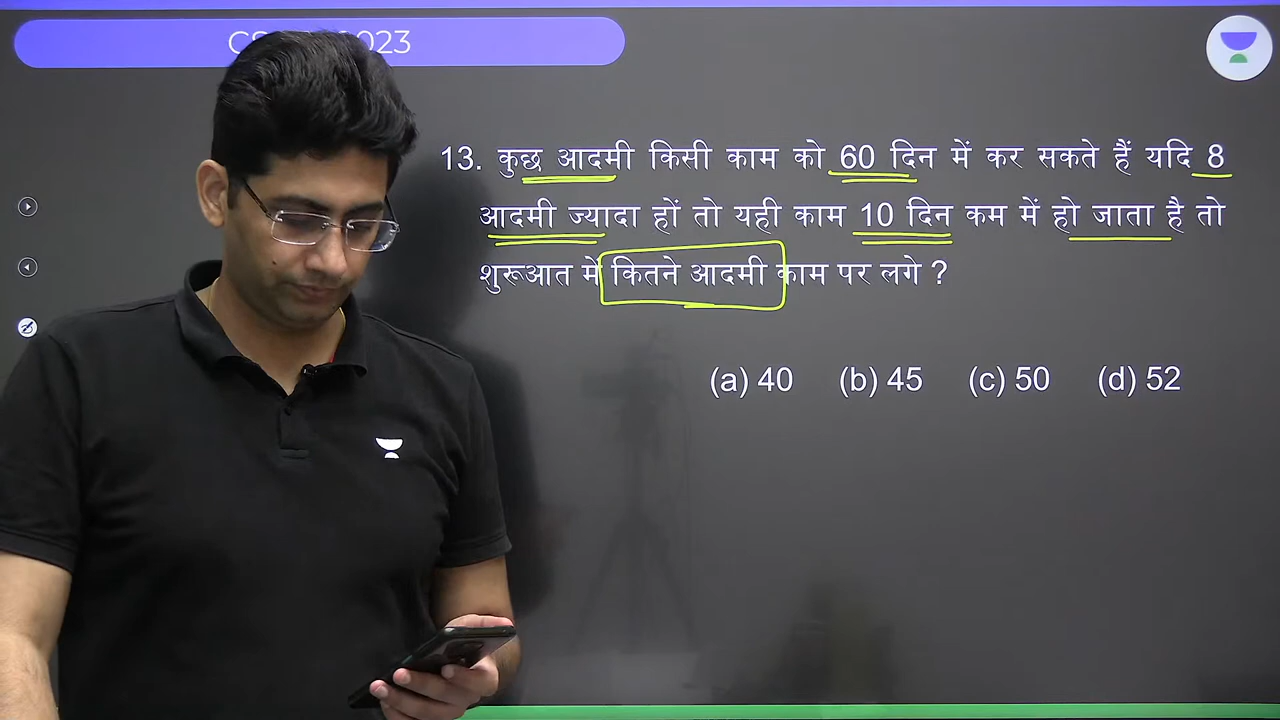 023
13. कुछ आदमी किसी काम को 60 दिन में कर सकते हैं यदि 8
आदमी ज्यादा हों तो यही काम 10 दिन कम में हो जाता है तो
शुरूआत में कितने आदमी काम पर लगे ?
(a) 40 (b) 45 (c) 50 (d) 52